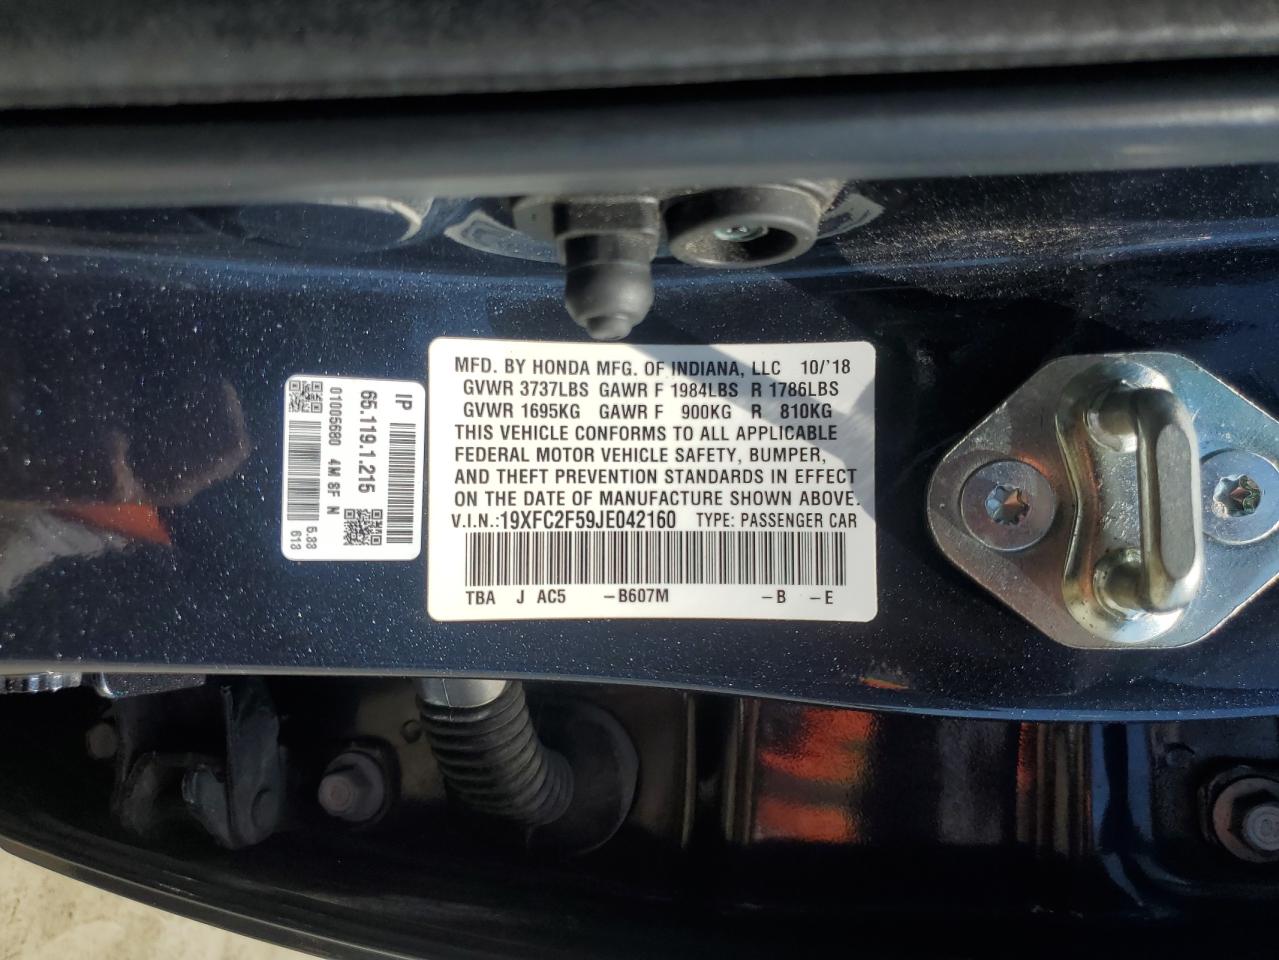 MFD. BY HONDA MFG. OF INDIANA, LLC 10/'18
GVWR 3737LBS GAWR F 1984LBS R 1786LBS
GVWR 1695KG GAWR F 900KG R 810KG
THIS VEHICLE CONFORMS TO ALL APPLICABLE
FEDERAL MOTOR VEHICLE SAFETY, BUMPER,
AND THEFT PREVENTION STANDARDS IN EFFECT
ON THE DATE OF MANUFACTURE SHOWN ABOVE.
V.I.N.:19XFC2F59JE042160 TYPE: PASSENGER CAR
TBA J AC5 -B607M -B -E
IP
65.119.1.215
01005680 4M 8F N
613